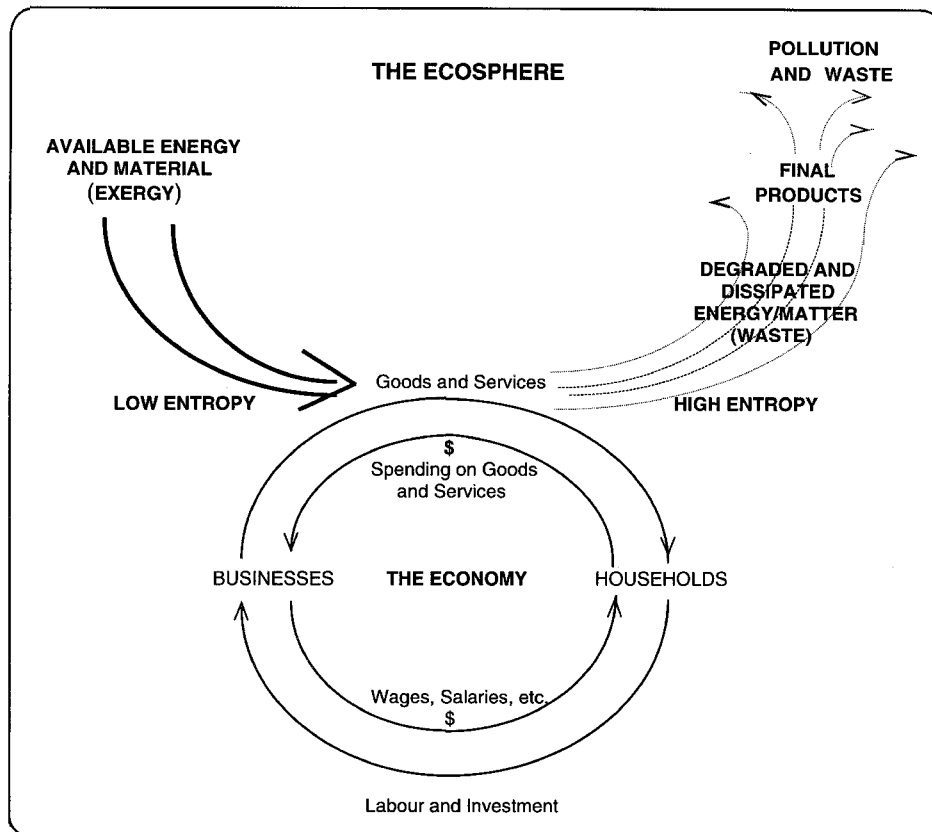 THE ECOSPHERE
POLLUTION
AND WASTE
AVAILABLE ENERGY
AND MATERIAL
(EXERGY)
FINAL
PRODUCTS
DEGRADED AND
DISSIPATED
ENERGY/MATTER
(WASTE)
LOW ENTROPY
Goods and Services
HIGH ENTROPY
$
Spending on Goods
and Services
BUSINESSES
THE ECONOMY
HOUSEHOLDS
Wages, Salaries, etc.
$
Labour and Investment